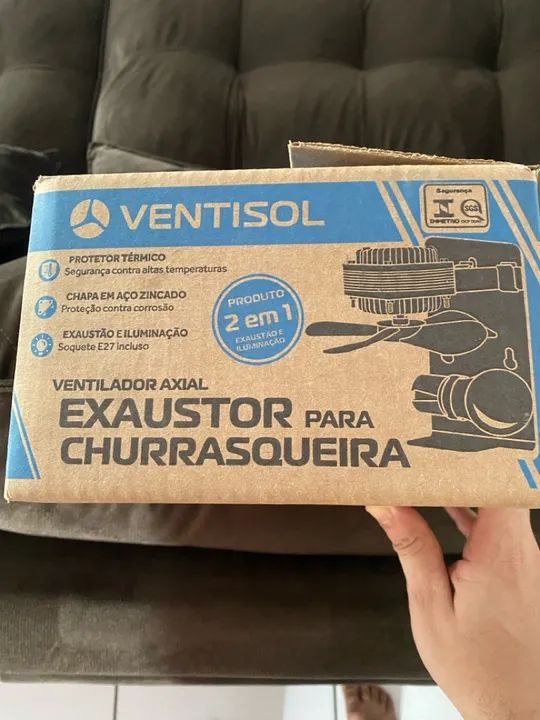 VENTISOL
Segurança
INMETRO
SGS
PROTETOR TÉRMICO
Segurança contra altas temperaturas
CHAPA EM AÇO ZINCADO
Proteção contra corrosão
EXAUSTÃO E ILUMINAÇÃO
Soquete E27 incluso
PRODUTO
2 em 1
EXAUSTÃO E
ILUMINAÇÃO
VENTILADOR AXIAL
EXAUSTOR PARA
CHURRASQUEIRA